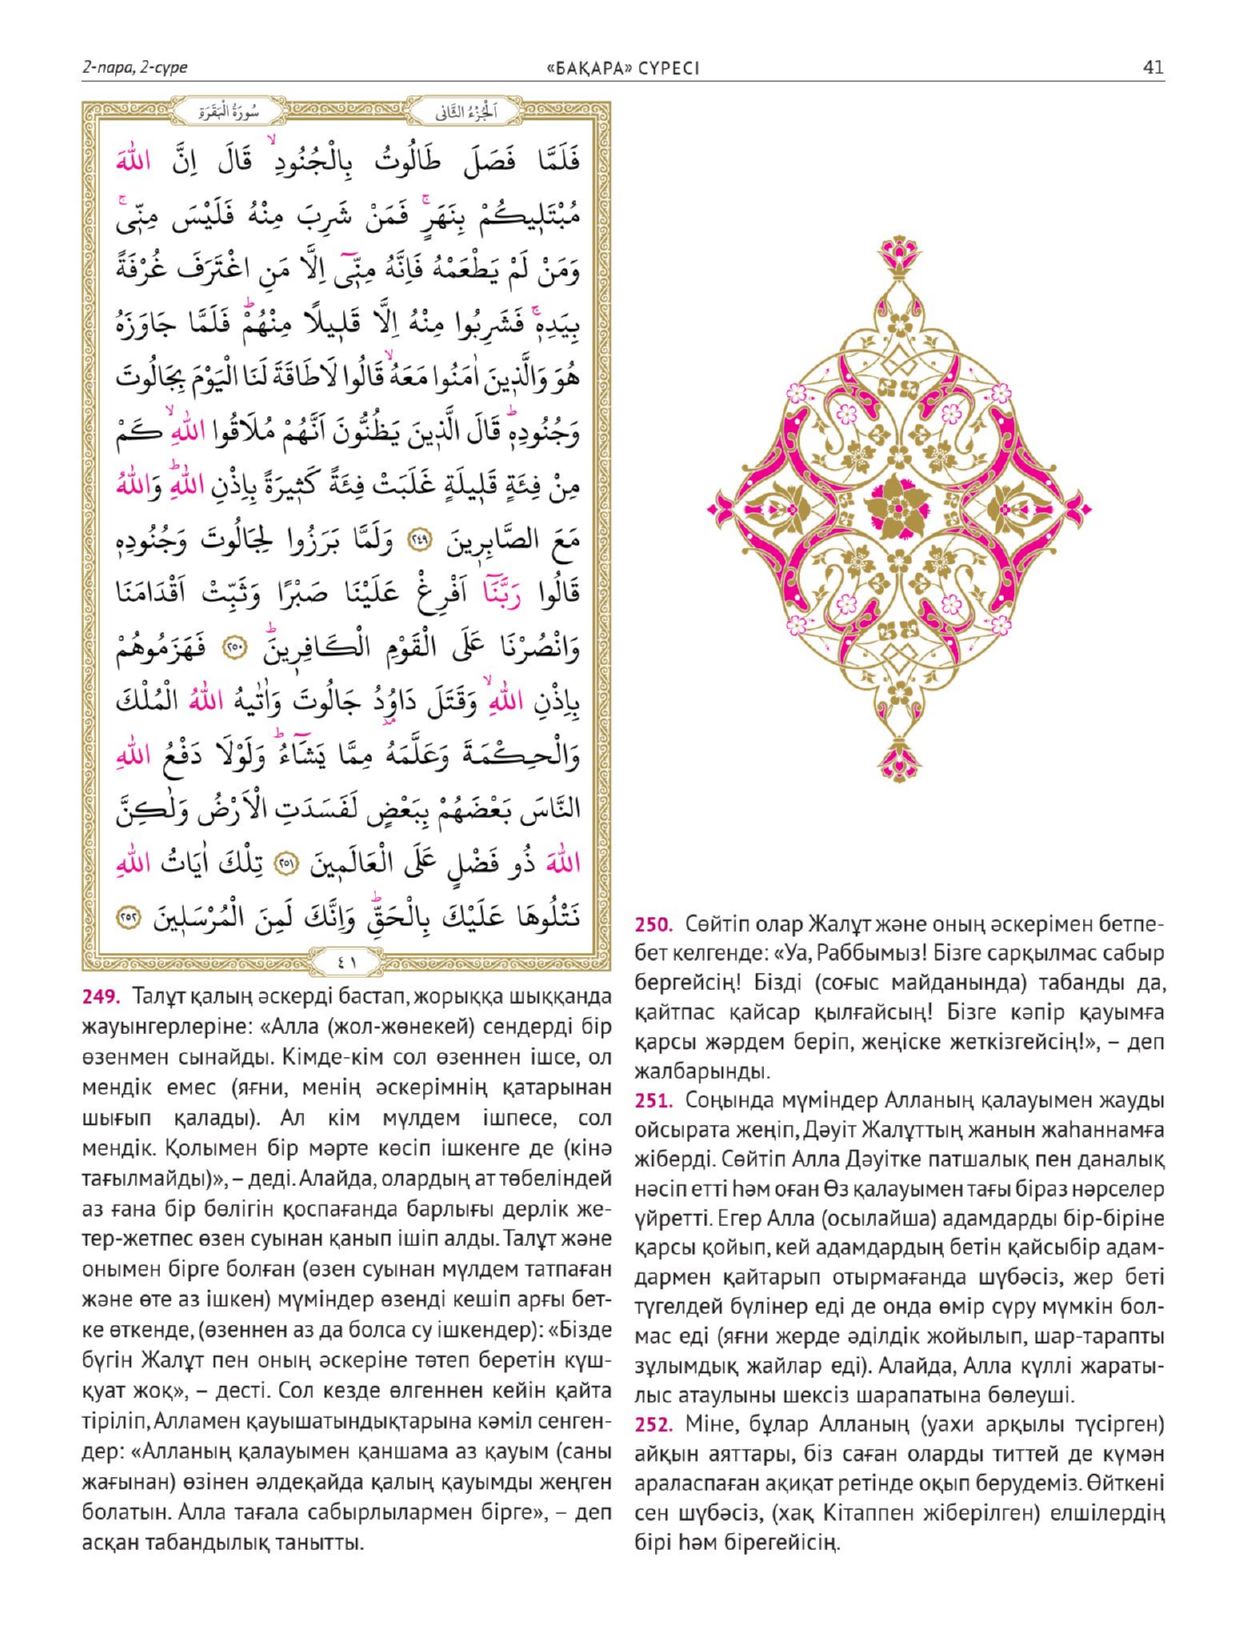 2-пара, 2-сүре
«БАҚАРА» СҮРЕСІ
41
سُورَةُ الْبَقَرَةِ
اَلْجُزْءُ الثَّانٖى
فَلَمَّا فَصَلَ طَالُوتُ بِالْجُنُودِۙ قَالَ اِنَّ اللّٰهَ
مُبْتَلٖيكُمْ بِنَهَرٍۚ فَمَنْ شَرِبَ مِنْهُ فَلَيْسَ مِنّٖىۚ
وَمَنْ لَمْ يَطْعَمْهُ فَاِنَّهُ مِنّٖٓى اِلَّا مَنِ اغْتَرَفَ غُرْفَةً
بِيَدِهٖۚ فَشَرِبُوا مِنْهُ اِلَّا قَلٖيلًا مِنْهُمْؕ فَلَمَّا جَاوَزَهُ
هُوَ وَالَّذٖينَ اٰمَنُوا مَعَهُۙ قَالُوا لَا طَاقَةَ لَنَا الْيَوْمَ بِجَالُوتَ
وَجُنُودِهٖؕ قَالَ الَّذٖينَ يَظُنُّونَ اَنَّهُمْ مُلَاقُوا اللّٰهِۙ كَمْ
مِنْ فِئَةٍ قَلٖيلَةٍ غَلَبَتْ فِئَةً كَثٖيرَةً بِاِذْنِ اللّٰهِؕ وَاللّٰهُ
مَعَ الصَّابِرٖينَ ﴿٢٤٩﴾ وَلَمَّا بَرَزُوا لِجَالُوتَ وَجُنُودِهٖ
قَالُوا رَبَّنَٓا اَفْرِغْ عَلَيْنَا صَبْرًا وَثَبِّتْ اَقْدَامَنَا
وَانْصُرْنَا عَلَى الْقَوْمِ الْكَافِرٖينَؕ ﴿٢٥٠﴾ فَهَزَمُوهُمْ
بِاِذْنِ اللّٰهِۙ وَقَتَلَ دَاوُ۫دُ جَالُوتَ وَاٰتٰيهُ اللّٰهُ الْمُلْكَ
وَالْحِكْمَةَ وَعَلَّمَهُ مِمَّا يَشَٓاءُؕ وَلَوْلَا دَفْعُ اللّٰهِ
النَّاسَ بَعْضَهُمْ بِبَعْضٍ لَفَسَدَتِ الْاَرْضُ وَلٰكِنَّ
اللّٰهَ ذُو فَضْلٍ عَلَى الْعَالَمٖينَ ﴿٢٥١﴾ تِلْكَ اٰيَاتُ اللّٰهِ
نَتْلُوهَا عَلَيْكَ بِالْحَقِّؕ وَاِنَّكَ لَمِنَ الْمُرْسَلٖينَ ﴿٢٥٢﴾
٤١
249. Талұт қалың әскерді бастап, жорыққа шыққанда
жауынгерлеріне: «Алла (жол-жөнекей) сендерді бір
өзенмен сынайды. Кімде-кім сол өзеннен ішсе, ол
мендік емес (яғни, менің әскерімнің қатарынан
шығып қалады). Ал кім мүлдем ішпесе, сол
мендік. Қолымен бір мәрте көсіп ішкенге де (кінә
тағылмайды)», – деді. Алайда, олардың ат төбеліндей
аз ғана бір бөлігін қоспағанда барлығы дерлік же-
тер-жетпес өзен суынан қанып ішіп алды. Талұт және
онымен бірге болған (өзен суынан мүлдем татпаған
және өте аз ішкен) мүміндер өзенді кешіп арғы бет-
ке өткенде, (өзеннен аз да болса су ішкендер): «Бізде
бүгін Жалұт пен оның әскеріне төтеп беретін күш-
қуат жоқ», – десті. Сол кезде өлгеннен кейін қайта
тіріліп, Алламен қауышатындықтарына кәміл сенген-
дер: «Алланың қалауымен қаншама аз қауым (саны
жағынан) өзінен әлдеқайда қалың қауымды жеңген
болатын. Алла тағала сабырлылармен бірге», – деп
асқан табандылық танытты.
250. Сөйтіп олар Жалұт және оның әскерімен бетпе-
бет келгенде: «Уа, Раббымыз! Бізге сарқылмас сабыр
бергейсің! Бізді (соғыс майданында) табанды да,
қайтпас қайсар қылғайсың! Бізге кәпір қауымға
қарсы жәрдем беріп, жеңіске жеткізгейсің!», – деп
жалбарынды.
251. Соңында мүміндер Алланың қалауымен жауды
ойсырата жеңіп, Дәуіт Жалұттың жанын жаһаннамға
жіберді. Сөйтіп Алла Дәуітке патшалық пен даналық
нәсіп етті һәм оған Өз қалауымен тағы біраз нәрселер
үйретті. Егер Алла (осылайша) адамдарды бір-біріне
қарсы қойып, кей адамдардың бетін қайсыбір адам-
дармен қайтарып отырмағанда шүбәсіз, жер беті
түгелдей бүлінер еді де онда өмір сүру мүмкін бол-
мас еді (яғни жерде әділдік жойылып, шар-тарапты
зұлымдық жайлар еді). Алайда, Алла күллі жараты-
лыс атаулыны шексіз шарапатына бөлеуші.
252. Міне, бұлар Алланың (уахи арқылы түсірген)
айқын аяттары, біз саған оларды титтей де күмән
араласпаған ақиқат ретінде оқып берудеміз. Өйткені
сен шүбәсіз, (хақ Кітаппен жіберілген) елшілердің
бірі һәм бірегейісің.